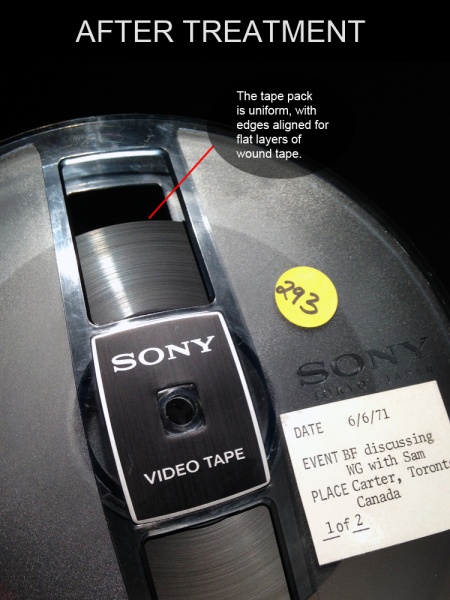 AFTER TREATMENT
The tape pack
is uniform, with
edges aligned for
flat layers of
wound tape.
293
SONY
SONY
VIDEO TAPE
DATE 6/6/71
EVENT BF discussing
WG with Sam
PLACE Carter, Toronto
Canada
1 of 2